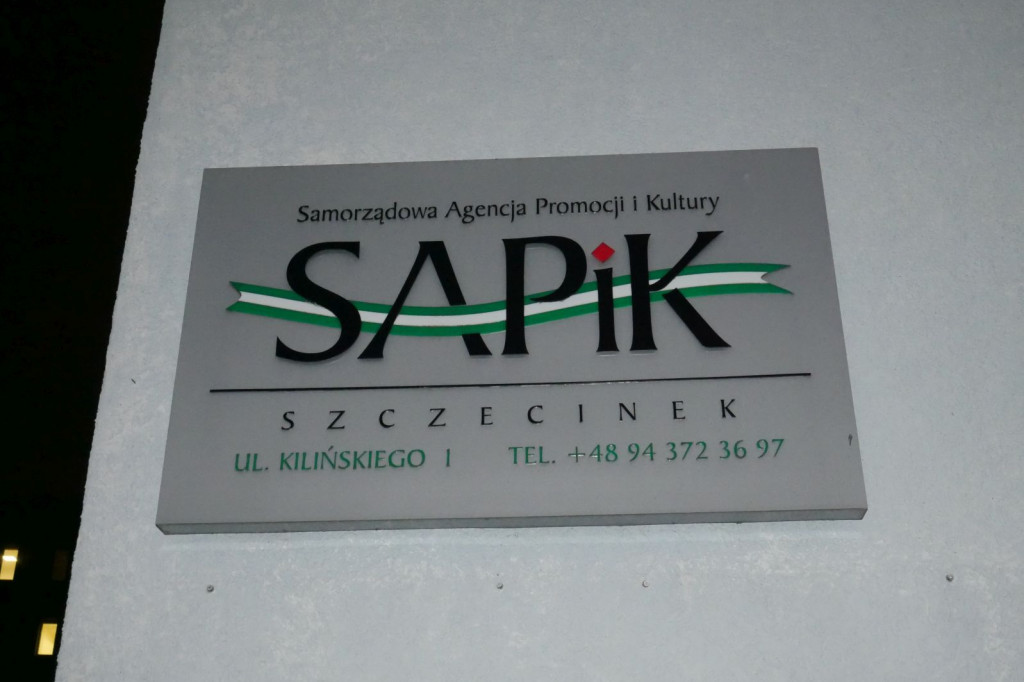 Samorządowa Agencja Promocji i Kultury
SAPiK
SZCZECINEK
UL. KILIŃSKIEGO 1 TEL. +48 94 372 36 97